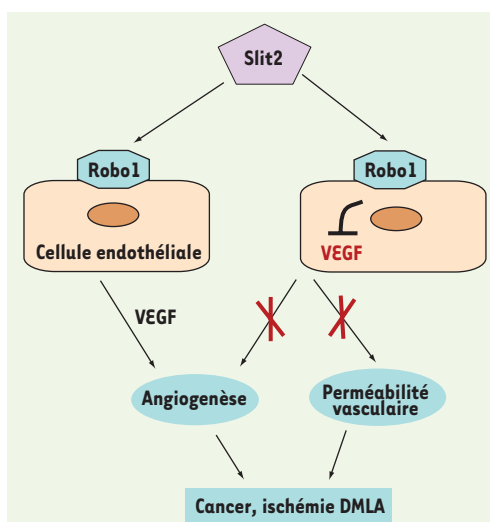 Slit2
Robo1
Robo1
VEGF
Cellule endothéliale
VEGF
Angiogenèse
Perméabilité
vasculaire
Cancer, ischémie DMLA